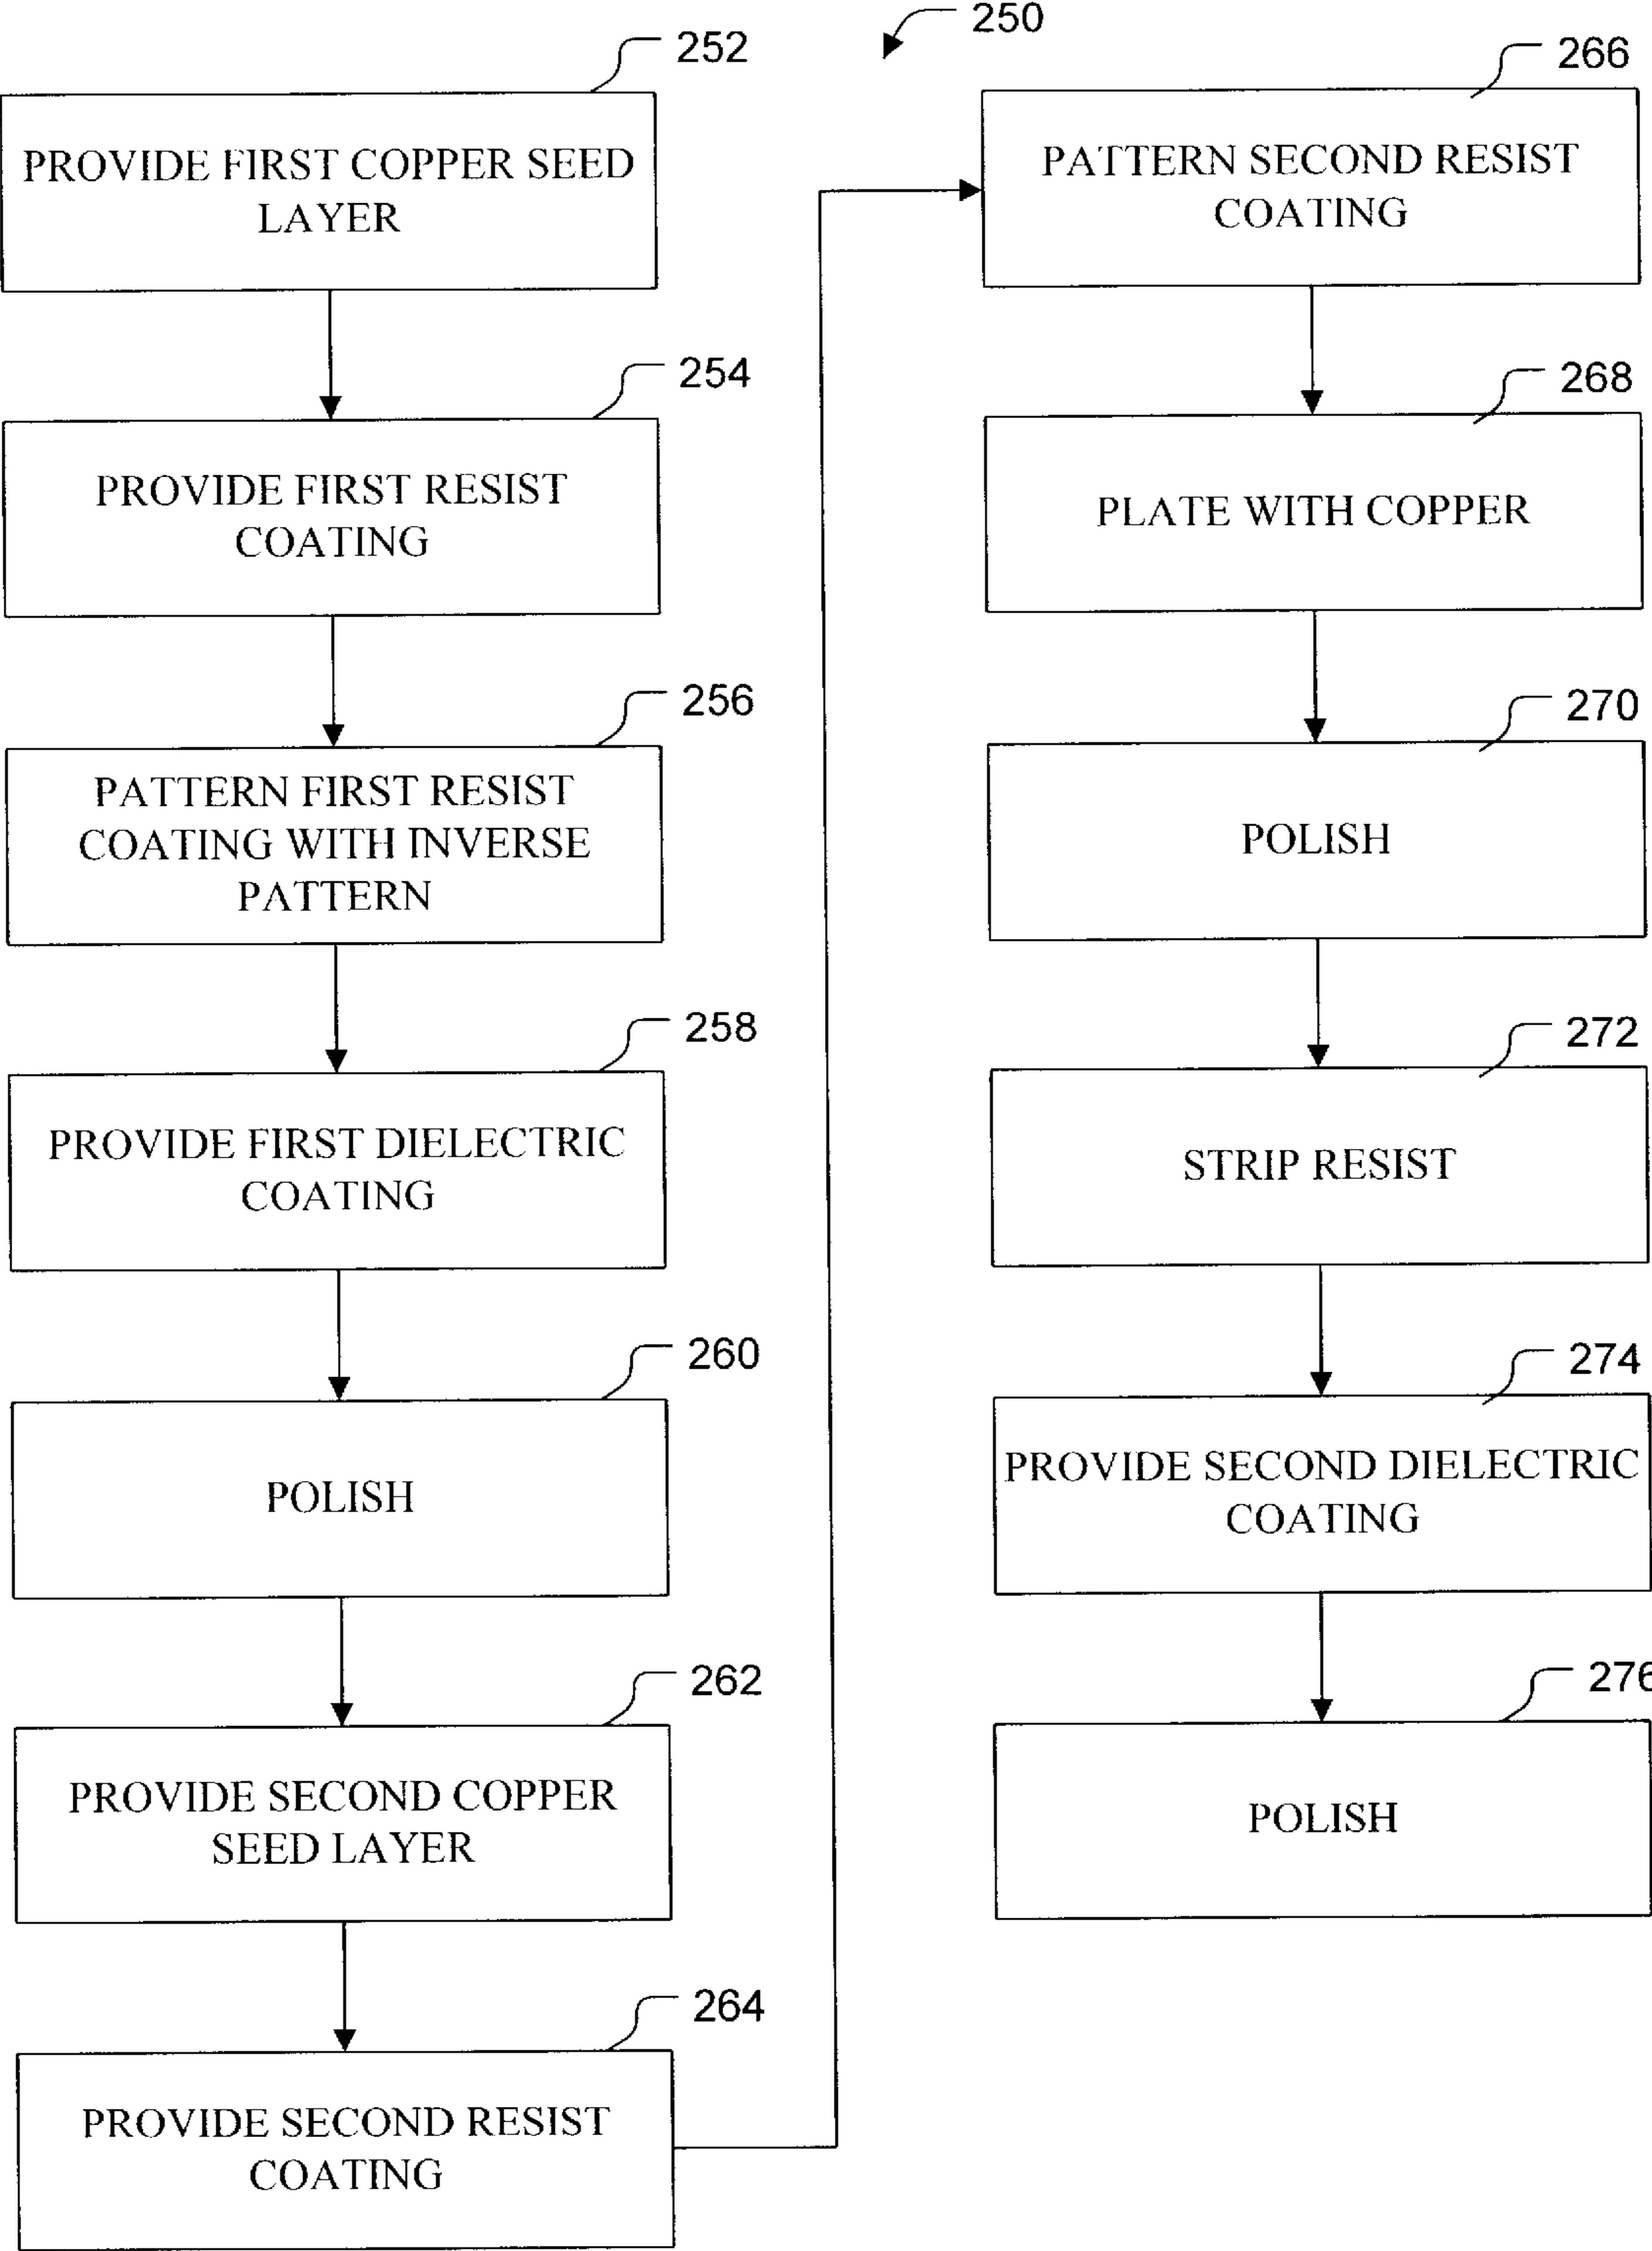 250
252
PROVIDE FIRST COPPER SEED
LAYER
254
PROVIDE FIRST RESIST
COATING
256
PATTERN FIRST RESIST
COATING WITH INVERSE
PATTERN
258
PROVIDE FIRST DIELECTRIC
COATING
260
POLISH
262
PROVIDE SECOND COPPER
SEED LAYER
264
PROVIDE SECOND RESIST
COATING
266
PATTERN SECOND RESIST
COATING
268
PLATE WITH COPPER
270
POLISH
272
STRIP RESIST
274
PROVIDE SECOND DIELECTRIC
COATING
276
POLISH